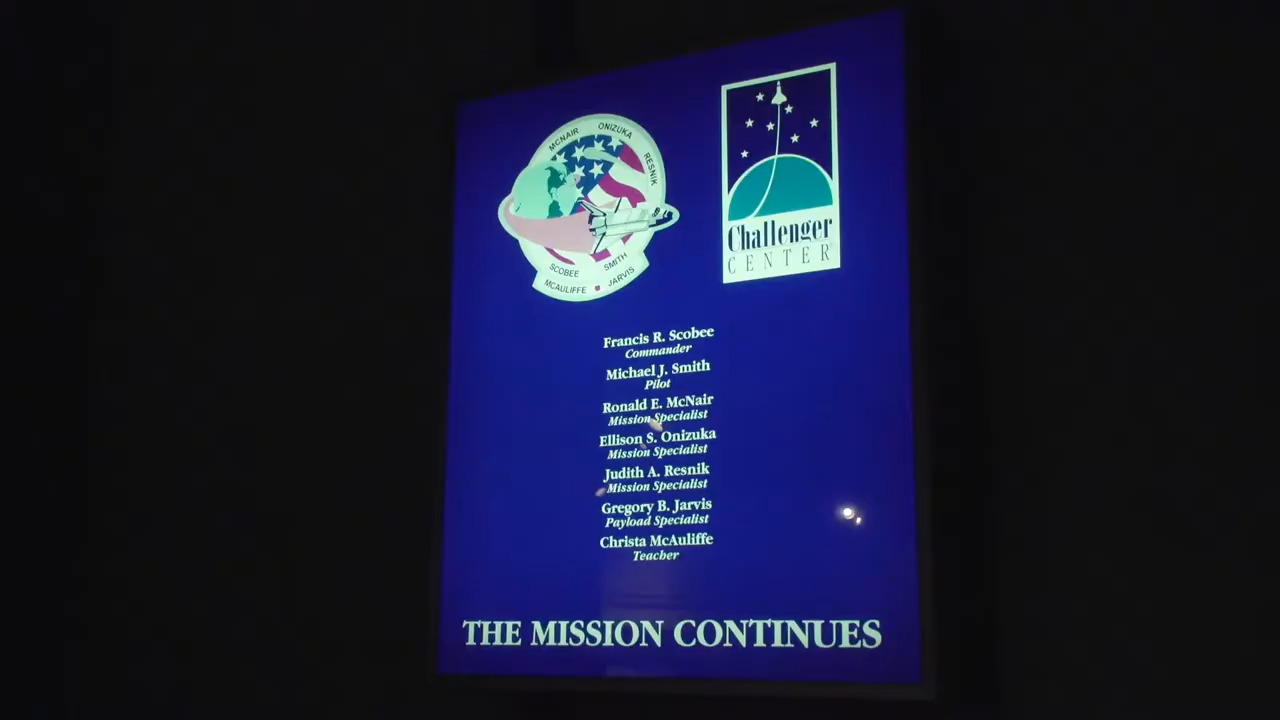 MCNAIR ONIZUKA RESNIK
SCOBEE SMITH
MCAULIFFE JARVIS
Challenger
CENTER
Francis R. Scobee
Commander
Michael J. Smith
Pilot
Ronald E. McNair
Mission Specialist
Ellison S. Onizuka
Mission Specialist
Judith A. Resnik
Mission Specialist
Gregory B. Jarvis
Payload Specialist
Christa McAuliffe
Teacher
THE MISSION CONTINUES